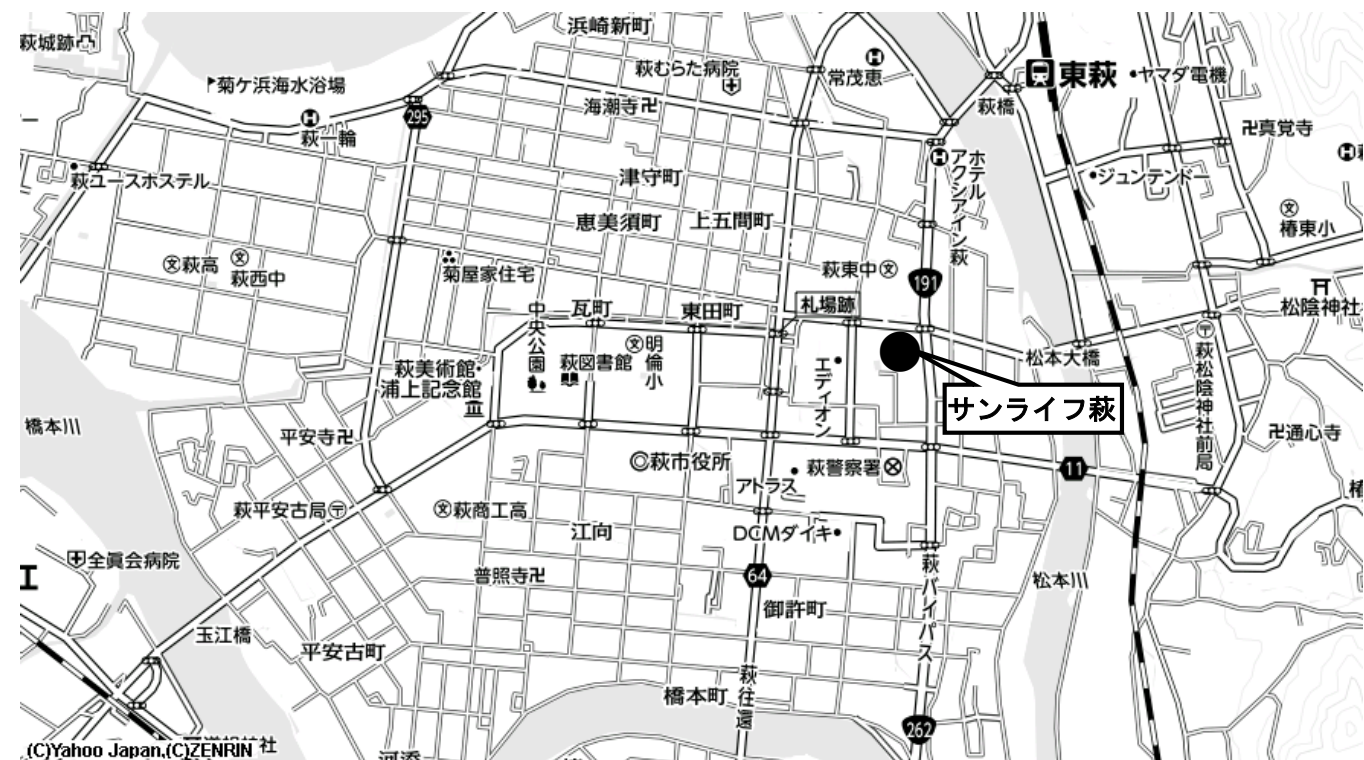 浜崎新町
萩城跡
萩むらた病院
常茂恵
東萩
ヤマダ電機
菊ケ浜海水浴場
海潮寺
萩橋
295
萩一輪
真覚寺
ホテル
アクシアイン萩
萩ユースホステル
津守町
ジュンテンドー
恵美須町
上五間町
椿東小
萩高
萩西中
菊屋家住宅
萩東中
191
松陰神社
中央公園
瓦町
東田町
札場跡
萩美術館
浦上記念館
萩図書館
明倫小
エディオン
松本大橋
萩松陰神社前局
サンライフ萩
橋本川
平安寺
通心寺
萩市役所
萩警察署
11
アトラス
萩平安古局
萩商工高
江向
DCMダイキ
全眞会病院
普照寺
64
萩バイパス
松本川
御許町
玉江橋
平安古町
橋本町
萩往還
262
(C)Yahoo Japan,(C)ZENRIN
河添